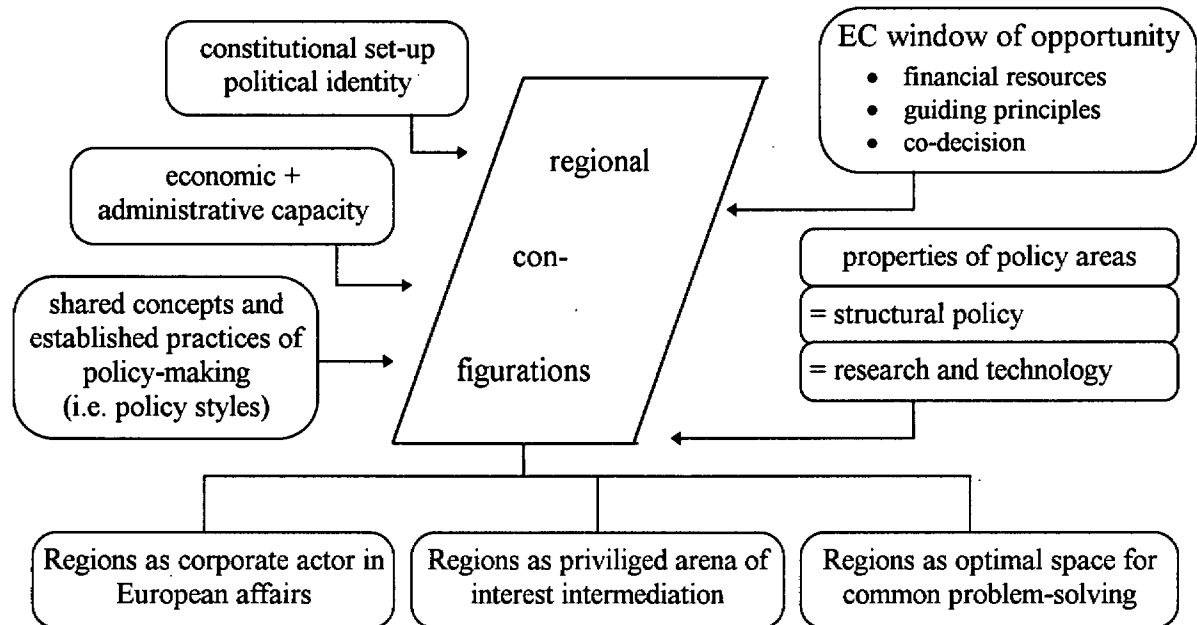 constitutional set-up
political identity
economic +
administrative capacity
shared concepts and
established practices of
policy-making
(i.e. policy styles)
regional
con-
figurations
EC window of opportunity
• financial resources
• guiding principles
• co-decision
properties of policy areas
= structural policy
= research and technology
Regions as corporate actor in
European affairs
Regions as priviliged arena of
interest intermediation
Regions as optimal space for
common problem-solving